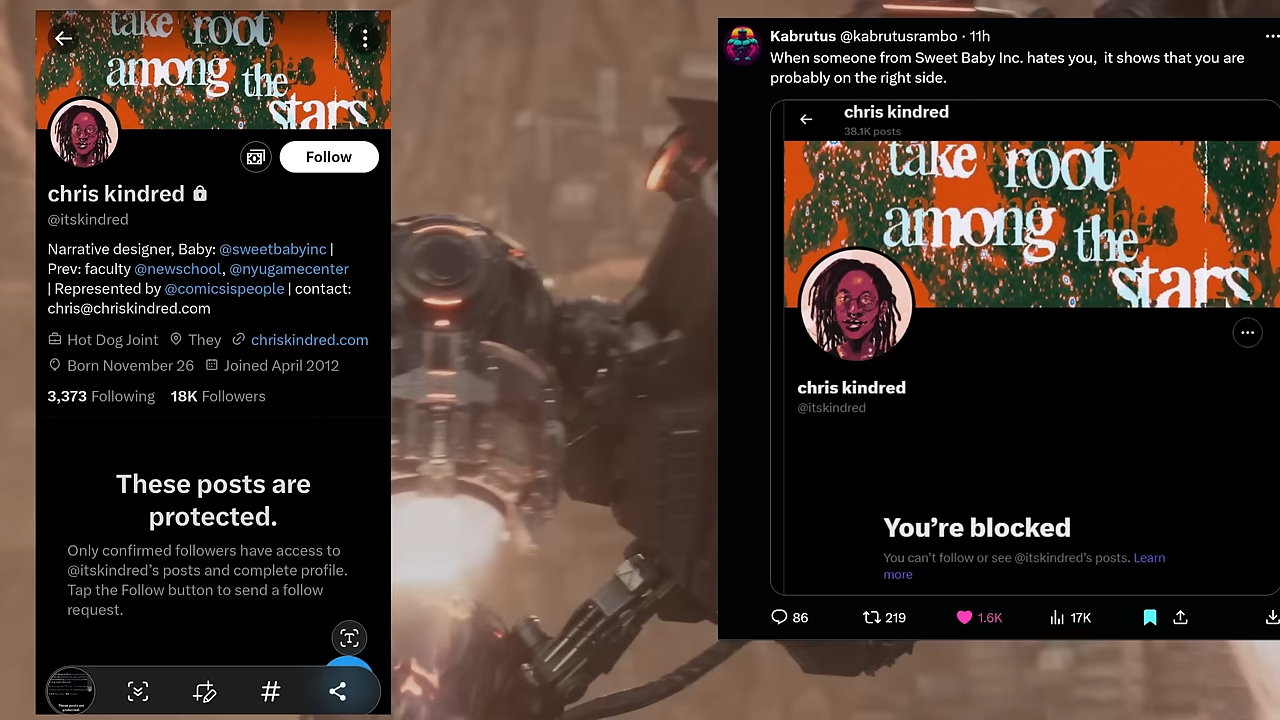 take root
among the
stars
Follow
chris kindred
@itskindred
Narrative designer, Baby: @sweetbabyinc |
Prev: faculty @newschool, @nyugamecenter
| Represented by @comicsispeople | contact:
chris@chriskindred.com
Hot Dog Joint They chriskindred.com
Born November 26 Joined April 2012
3,373 Following 18K Followers
These posts are
protected.
Only confirmed followers have access to
@itskindred's posts and complete profile.
Tap the Follow button to send a follow
request.
Kabrutus @kabrutusrambo · 11h
When someone from Sweet Baby Inc. hates you,  it shows that you are
probably on the right side.
chris kindred
38.1K posts
take root
among the
stars
chris kindred
@itskindred
You're blocked
You can't follow or see @itskindred's posts. Learn
more
86 219 1.6K 17K